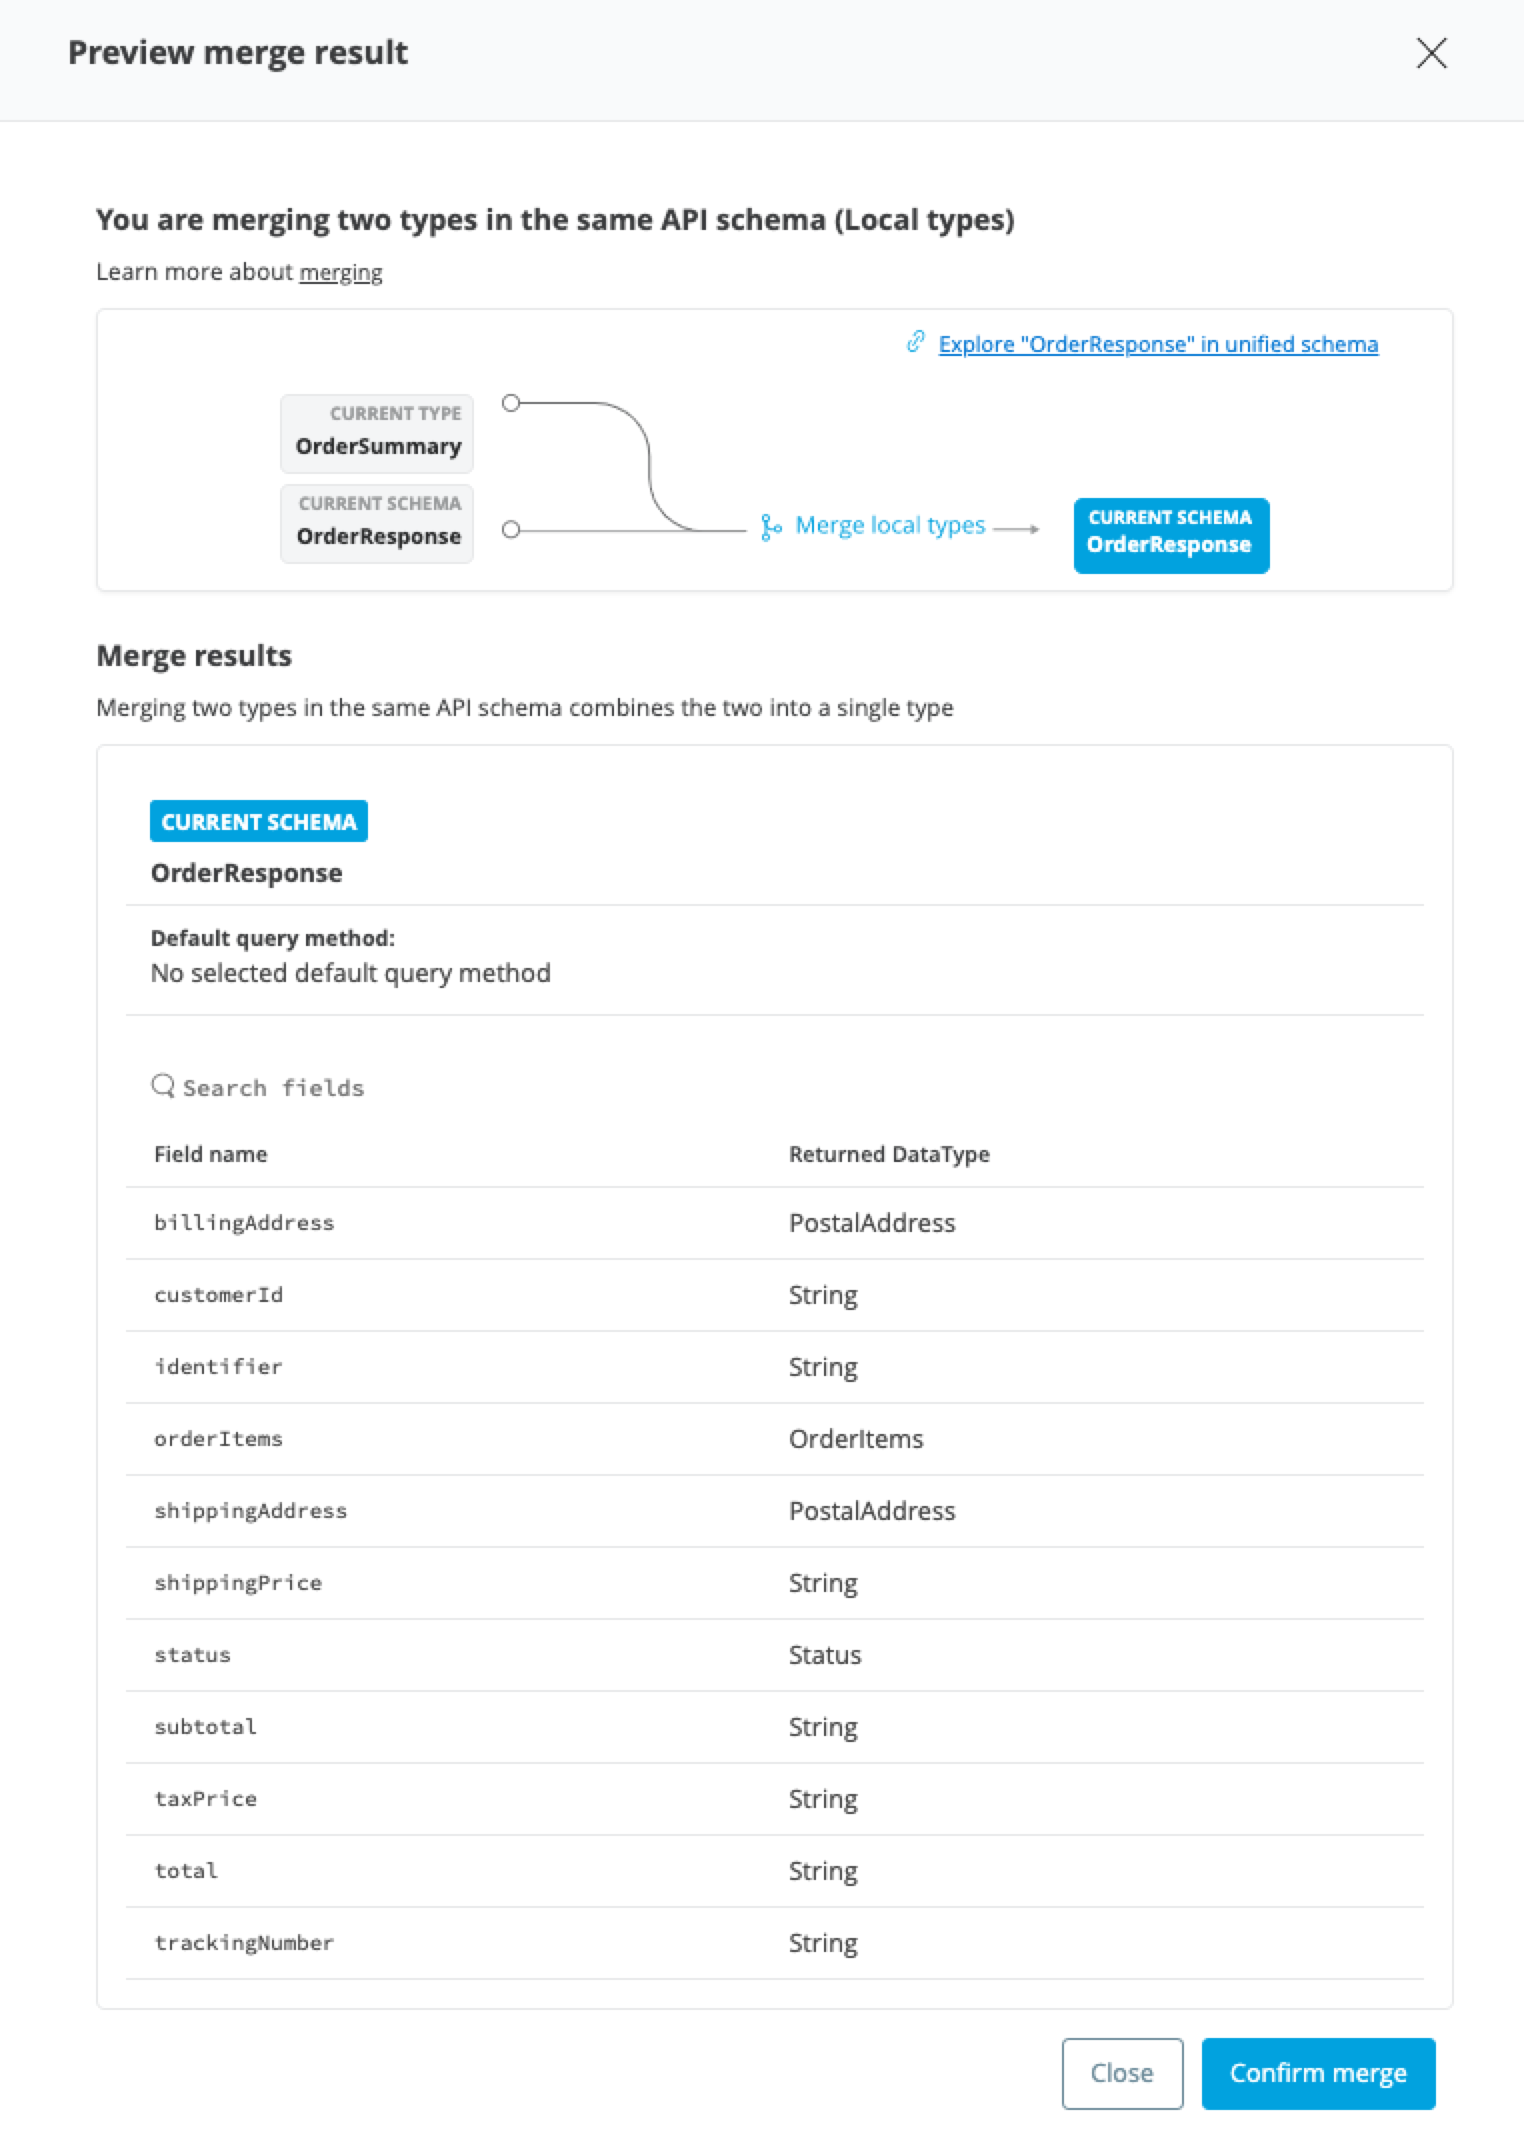 Preview merge result
You are merging two types in the same API schema (Local types)
Learn more about merging
Explore "OrderResponse" in unified schema
CURRENT TYPE
OrderSummary
CURRENT SCHEMA
OrderResponse
Merge local types
CURRENT SCHEMA
OrderResponse
Merge results
Merging two types in the same API schema combines the two into a single type
CURRENT SCHEMA
OrderResponse
Default query method:
No selected default query method
Search fields
Field name Returned DataType
billingAddress PostalAddress
customerId String
identifier String
orderItems OrderItems
shippingAddress PostalAddress
shippingPrice String
status Status
subtotal String
taxPrice String
total String
trackingNumber String
Close Confirm merge